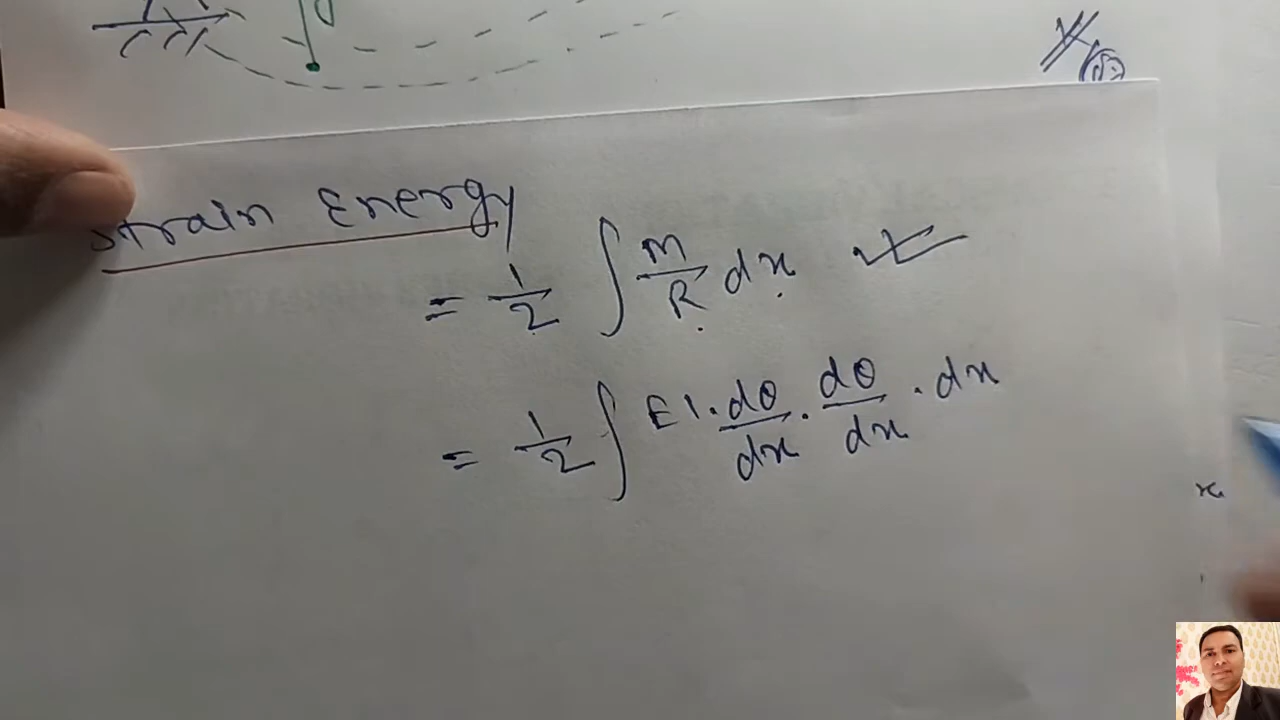 Strain Energy
= 1/2 ∫ M/R dx
= 1/2 ∫ EI · dθ/dx · dθ/dx · dx
x